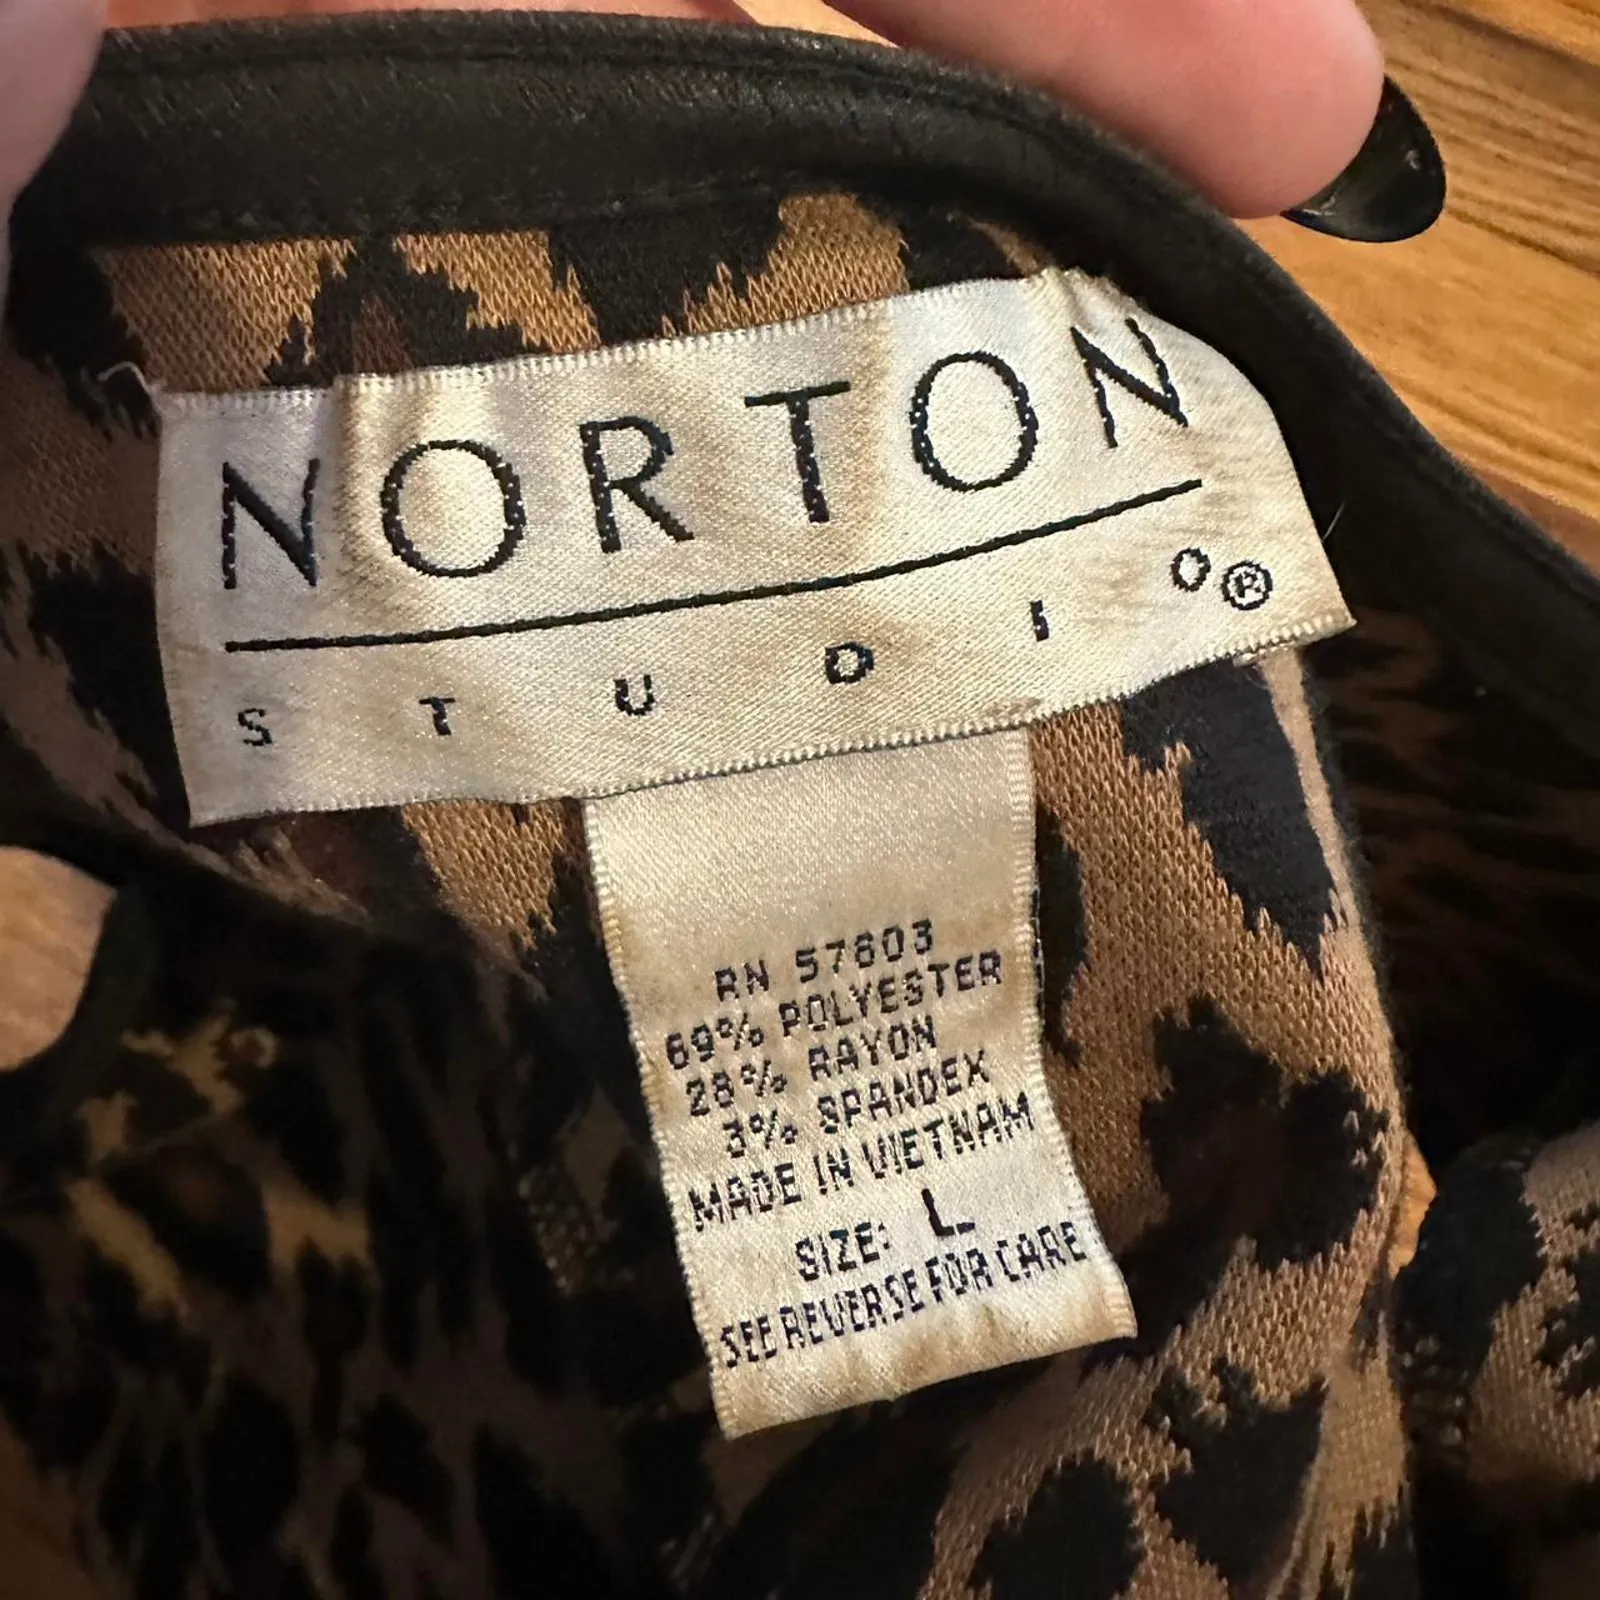 NORTON
STUDIO®
RN 57603
69% POLYESTER
28% RAYON
3% SPANDEX
MADE IN VIETNAM
SIZE: L
SEE REVERSE FOR CARE